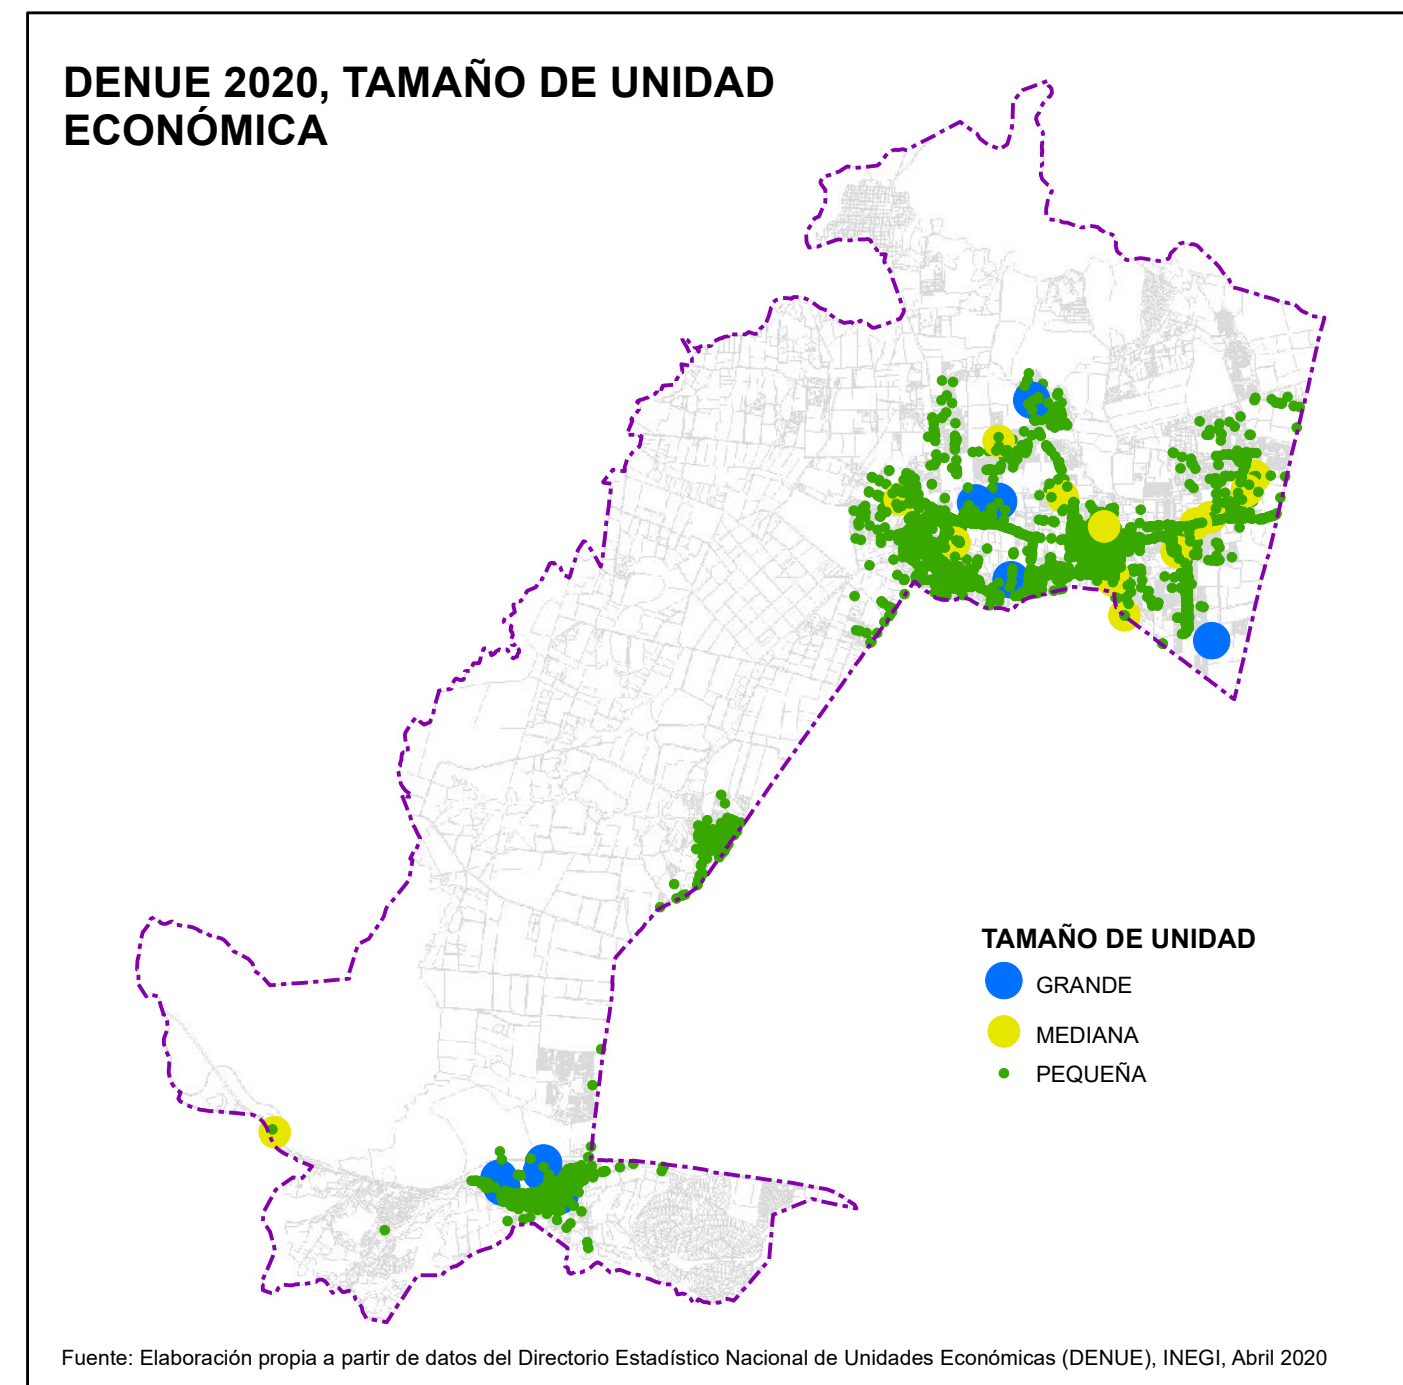 DENUE 2020, TAMAÑO DE UNIDAD
ECONÓMICA
TAMAÑO DE UNIDAD
GRANDE
MEDIANA
PEQUEÑA
Fuente: Elaboración propia a partir de datos del Directorio Estadístico Nacional de Unidades Económicas (DENUE), INEGI, Abril 2020